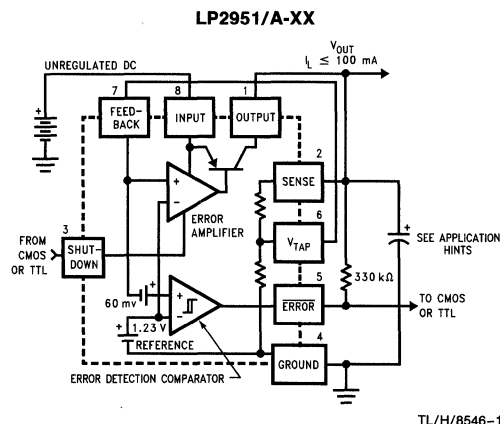 LP2951/A-XX
V_OUT
I_L ≤ 100 mA
UNREGULATED DC
7
8
1
FEED-
BACK
INPUT
OUTPUT
2
SENSE
+
+
−
ERROR
AMPLIFIER
6
V_TAP
+
SEE APPLICATION
HINTS
3
FROM
CMOS
OR TTL
SHUT-
DOWN
5
330 kΩ
60 mv
+
+
−
ERROR
TO CMOS
OR TTL
+
1.23 V
REFERENCE
4
GROUND
ERROR DETECTION COMPARATOR
TL/H/8546-1